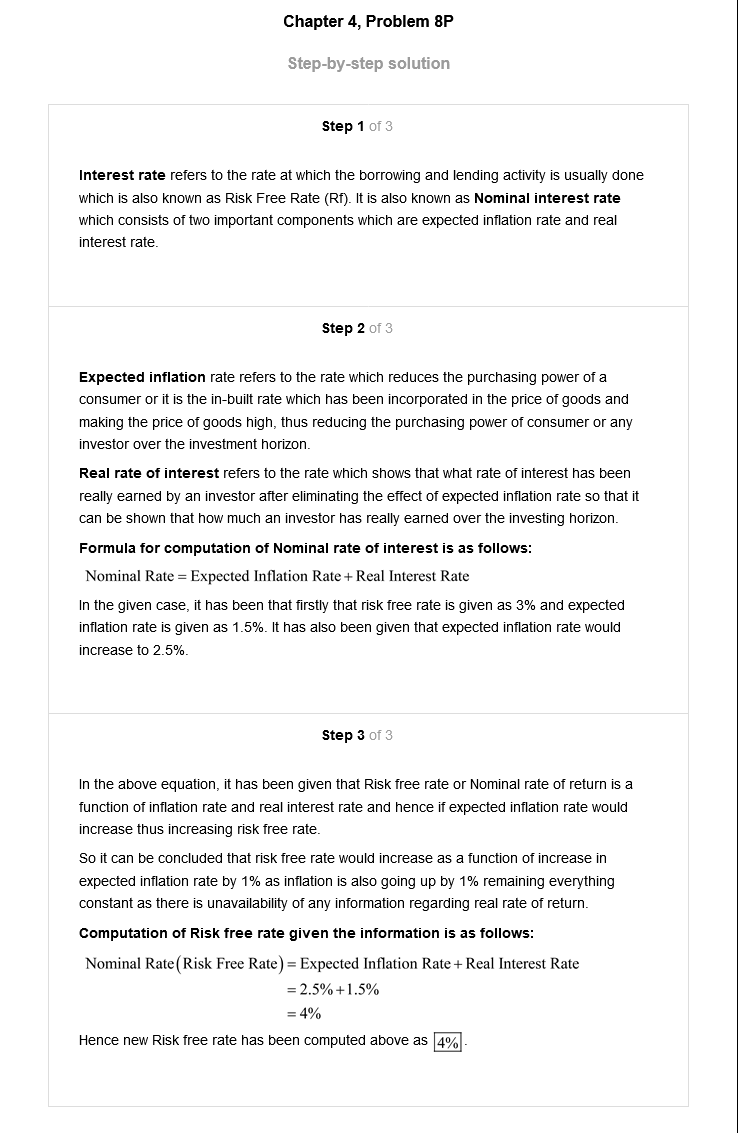 Chapter 4, Problem 8P
Step-by-step solution
Step 1 of 3
Interest rate refers to the rate at which the borrowing and lending activity is usually done
which is also known as Risk Free Rate (Rf). It is also known as Nominal interest rate
which consists of two important components which are expected inflation rate and real
interest rate.
Step 2 of 3
Expected inflation rate refers to the rate which reduces the purchasing power of a
consumer or it is the in-built rate which has been incorporated in the price of goods and
making the price of goods high, thus reducing the purchasing power of consumer or any
investor over the investment horizon.
Real rate of interest refers to the rate which shows that what rate of interest has been
really earned by an investor after eliminating the effect of expected inflation rate so that it
can be shown that how much an investor has really earned over the investing horizon.
Formula for computation of Nominal rate of interest is as follows:
Nominal Rate = Expected Inflation Rate + Real Interest Rate
In the given case, it has been that firstly that risk free rate is given as 3% and expected
inflation rate is given as 1.5%. It has also been given that expected inflation rate would
increase to 2.5%.
Step 3 of 3
In the above equation, it has been given that Risk free rate or Nominal rate of return is a
function of inflation rate and real interest rate and hence if expected inflation rate would
increase thus increasing risk free rate.
So it can be concluded that risk free rate would increase as a function of increase in
expected inflation rate by 1% as inflation is also going up by 1% remaining everything
constant as there is unavailability of any information regarding real rate of return.
Computation of Risk free rate given the information is as follows:
Nominal Rate(Risk Free Rate) = Expected Inflation Rate + Real Interest Rate
= 2.5% + 1.5%
= 4%
Hence new Risk free rate has been computed above as 4%.